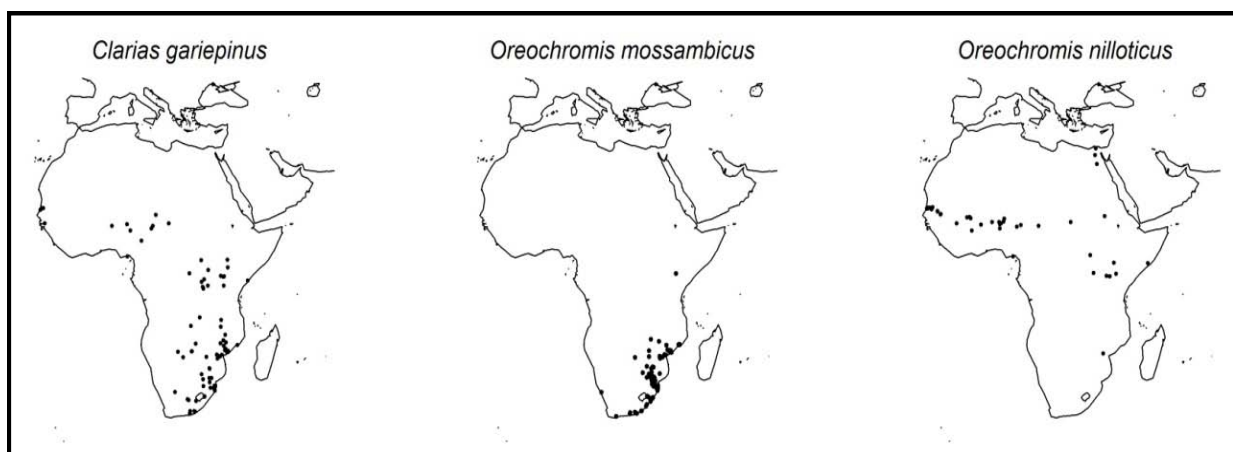 Clarias gariepinus
Oreochromis mossambicus
Oreochromis nilloticus